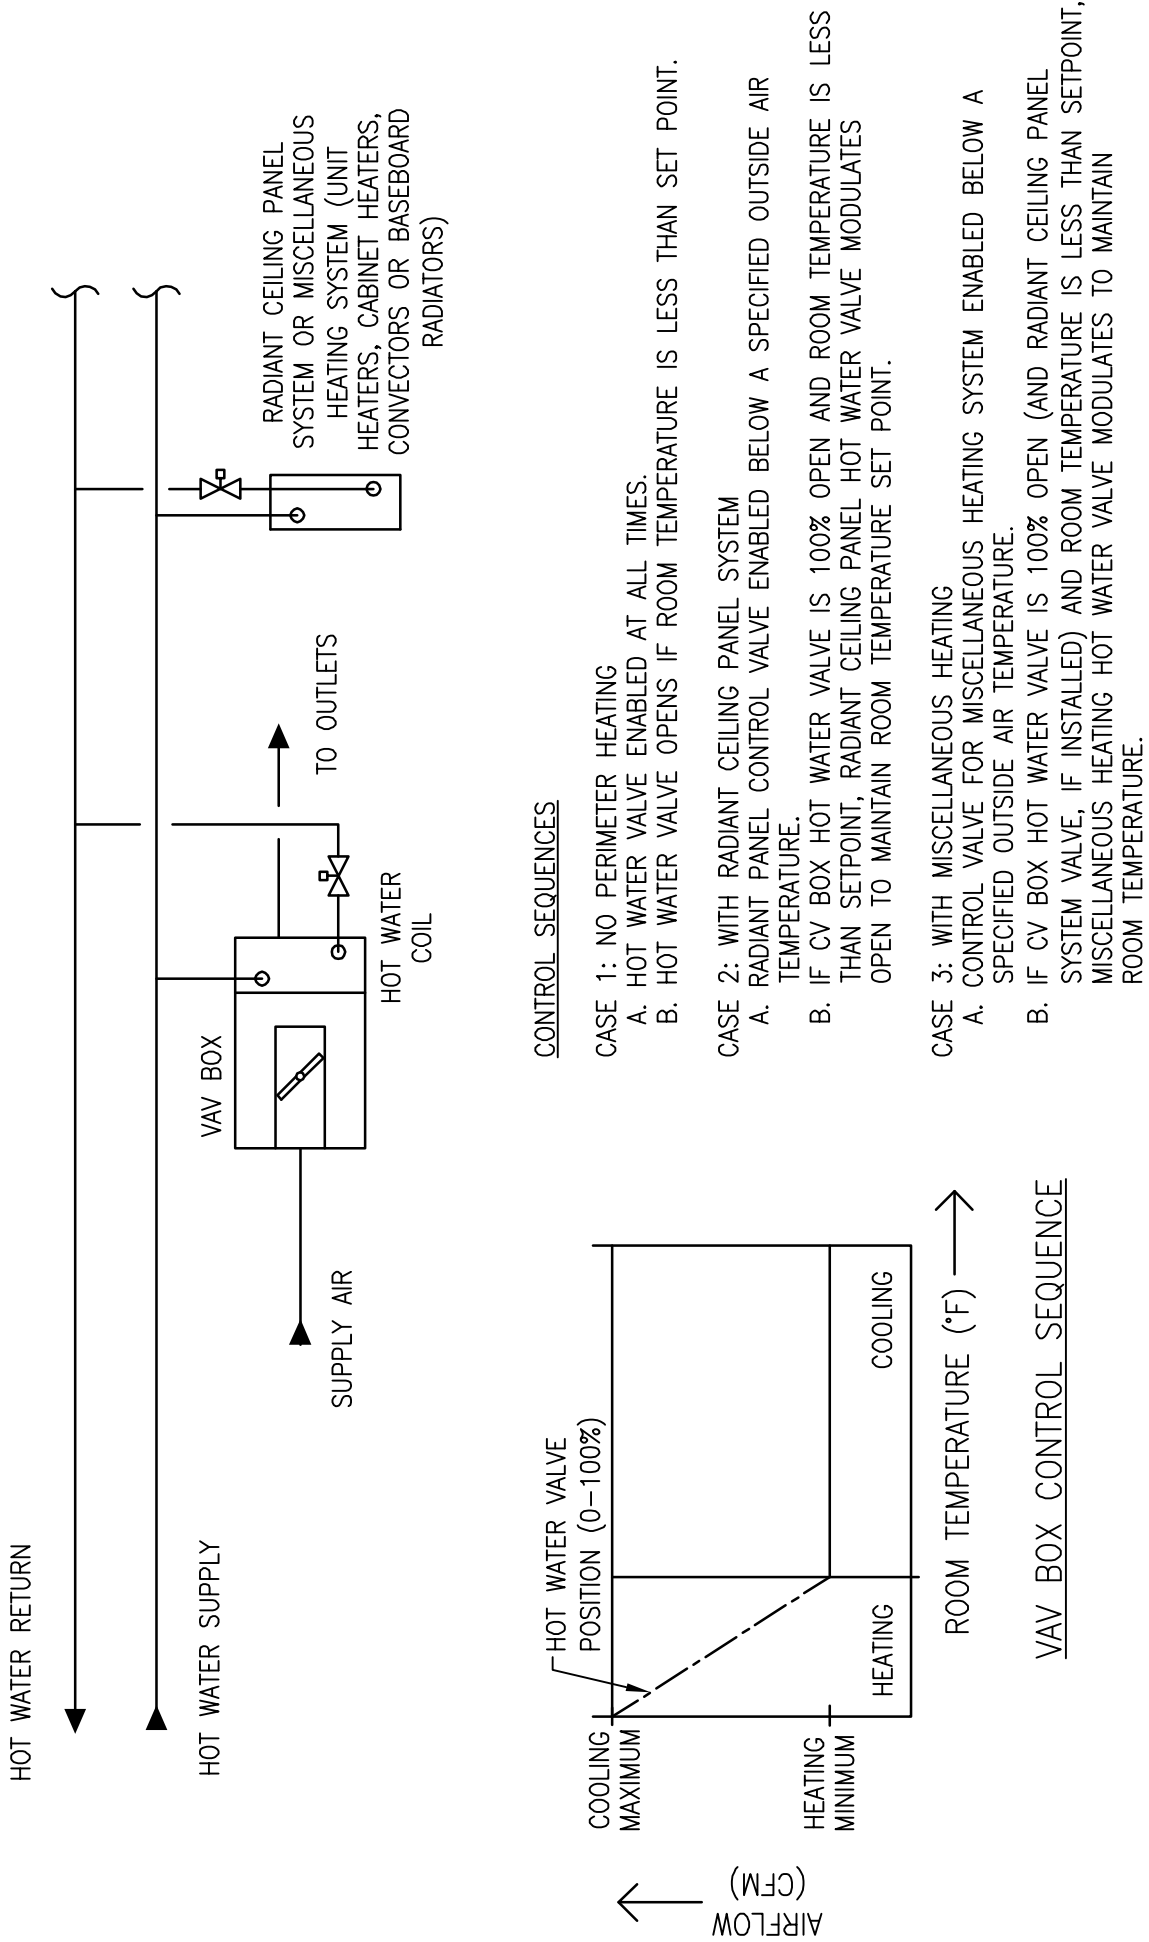 HOT WATER RETURN
HOT WATER SUPPLY
RADIANT CEILING PANEL
SYSTEM OR MISCELLANEOUS
HEATING SYSTEM (UNIT
HEATERS, CABINET HEATERS,
CONVECTORS OR BASEBOARD
RADIATORS)
VAV BOX
SUPPLY AIR
TO OUTLETS
HOT WATER
COIL
HOT WATER VALVE
POSITION (0-100%)
COOLING
MAXIMUM
HEATING
MINIMUM
AIRFLOW
(CFM)
HEATING
COOLING
ROOM TEMPERATURE (°F)
VAV BOX CONTROL SEQUENCE
CONTROL SEQUENCES
CASE 1: NO PERIMETER HEATING
A. HOT WATER VALVE ENABLED AT ALL TIMES.
B. HOT WATER VALVE OPENS IF ROOM TEMPERATURE IS LESS THAN SET POINT.
CASE 2: WITH RADIANT CEILING PANEL SYSTEM
A. RADIANT PANEL CONTROL VALVE ENABLED BELOW A SPECIFIED OUTSIDE AIR
TEMPERATURE.
B. IF CV BOX HOT WATER VALVE IS 100% OPEN AND ROOM TEMPERATURE IS LESS
THAN SETPOINT, RADIANT CEILING PANEL HOT WATER VALVE MODULATES
OPEN TO MAINTAIN ROOM TEMPERATURE SET POINT.
CASE 3: WITH MISCELLANEOUS HEATING
A. CONTROL VALVE FOR MISCELLANEOUS HEATING SYSTEM ENABLED BELOW A
SPECIFIED OUTSIDE AIR TEMPERATURE.
B. IF CV BOX HOT WATER VALVE IS 100% OPEN (AND RADIANT CEILING PANEL
SYSTEM VALVE, IF INSTALLED) AND ROOM TEMPERATURE IS LESS THAN SETPOINT,
MISCELLANEOUS HEATING HOT WATER VALVE MODULATES TO MAINTAIN
ROOM TEMPERATURE.